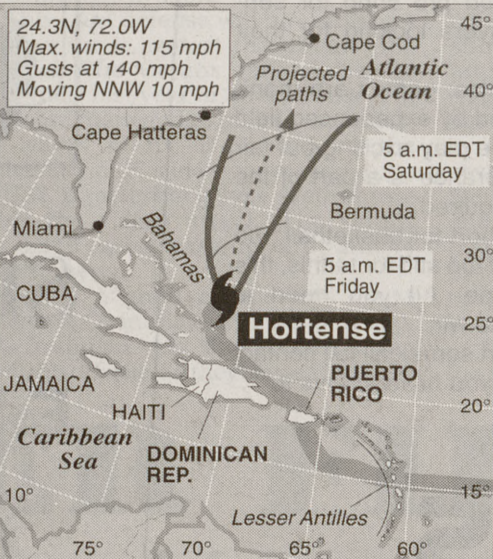 24.3N, 72.0W
Max. winds: 115 mph
Gusts at 140 mph
Moving NNW 10 mph
45°
Cape Cod
Projected
paths
Atlantic
Ocean
40°
Cape Hatteras
5 a.m. EDT
Saturday
Miami
Bahamas
Bermuda
30°
5 a.m. EDT
Friday
CUBA
25°
Hortense
JAMAICA
PUERTO
RICO
HAITI
20°
Caribbean
Sea
DOMINICAN
REP.
10°
15°
Lesser Antilles
75°
70°
65°
60°